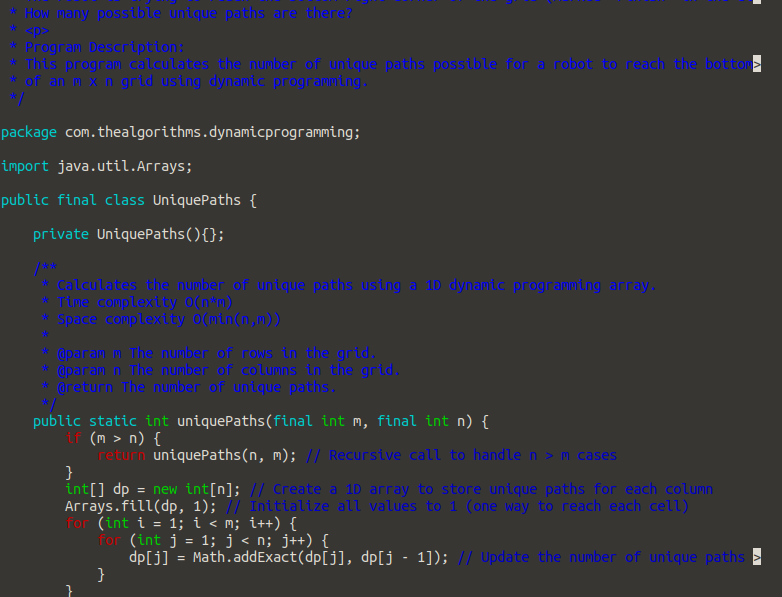 * How many possible unique paths are there?
* <p>
* Program Description:
* This program calculates the number of unique paths possible for a robot to reach the bottom>
* of an m x n grid using dynamic programming.
*/
package com.thealgorithms.dynamicprogramming;
import java.util.Arrays;
public final class UniquePaths {
private UniquePaths(){};
/**
* Calculates the number of unique paths using a 1D dynamic programming array.
* Time complexity O(n*m)
* Space complexity O(min(n,m))
*
* @param m The number of rows in the grid.
* @param n The number of columns in the grid.
* @return The number of unique paths.
*/
public static int uniquePaths(final int m, final int n) {
if (m > n) {
return uniquePaths(n, m); // Recursive call to handle n > m cases
}
int[] dp = new int[n]; // Create a 1D array to store unique paths for each column
Arrays.fill(dp, 1); // Initialize all values to 1 (one way to reach each cell)
for (int i = 1; i < m; i++) {
for (int j = 1; j < n; j++) {
dp[j] = Math.addExact(dp[j], dp[j - 1]); // Update the number of unique paths >
}
}